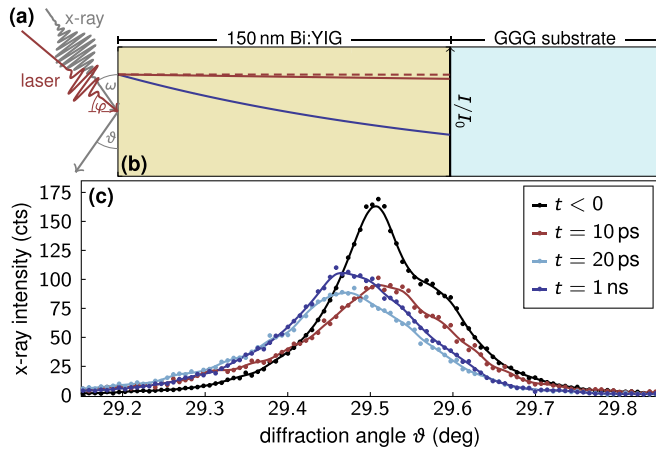 (a)
x-ray
laser
ω
φ
ϑ
150 nm Bi:YIG
GGG substrate
I/I₀
(b)
(c)
x-ray intensity (cts)
175
150
125
100
75
50
25
0
t < 0
t = 10 ps
t = 20 ps
t = 1 ns
29.2 29.3 29.4 29.5 29.6 29.7 29.8
diffraction angle ϑ (deg)